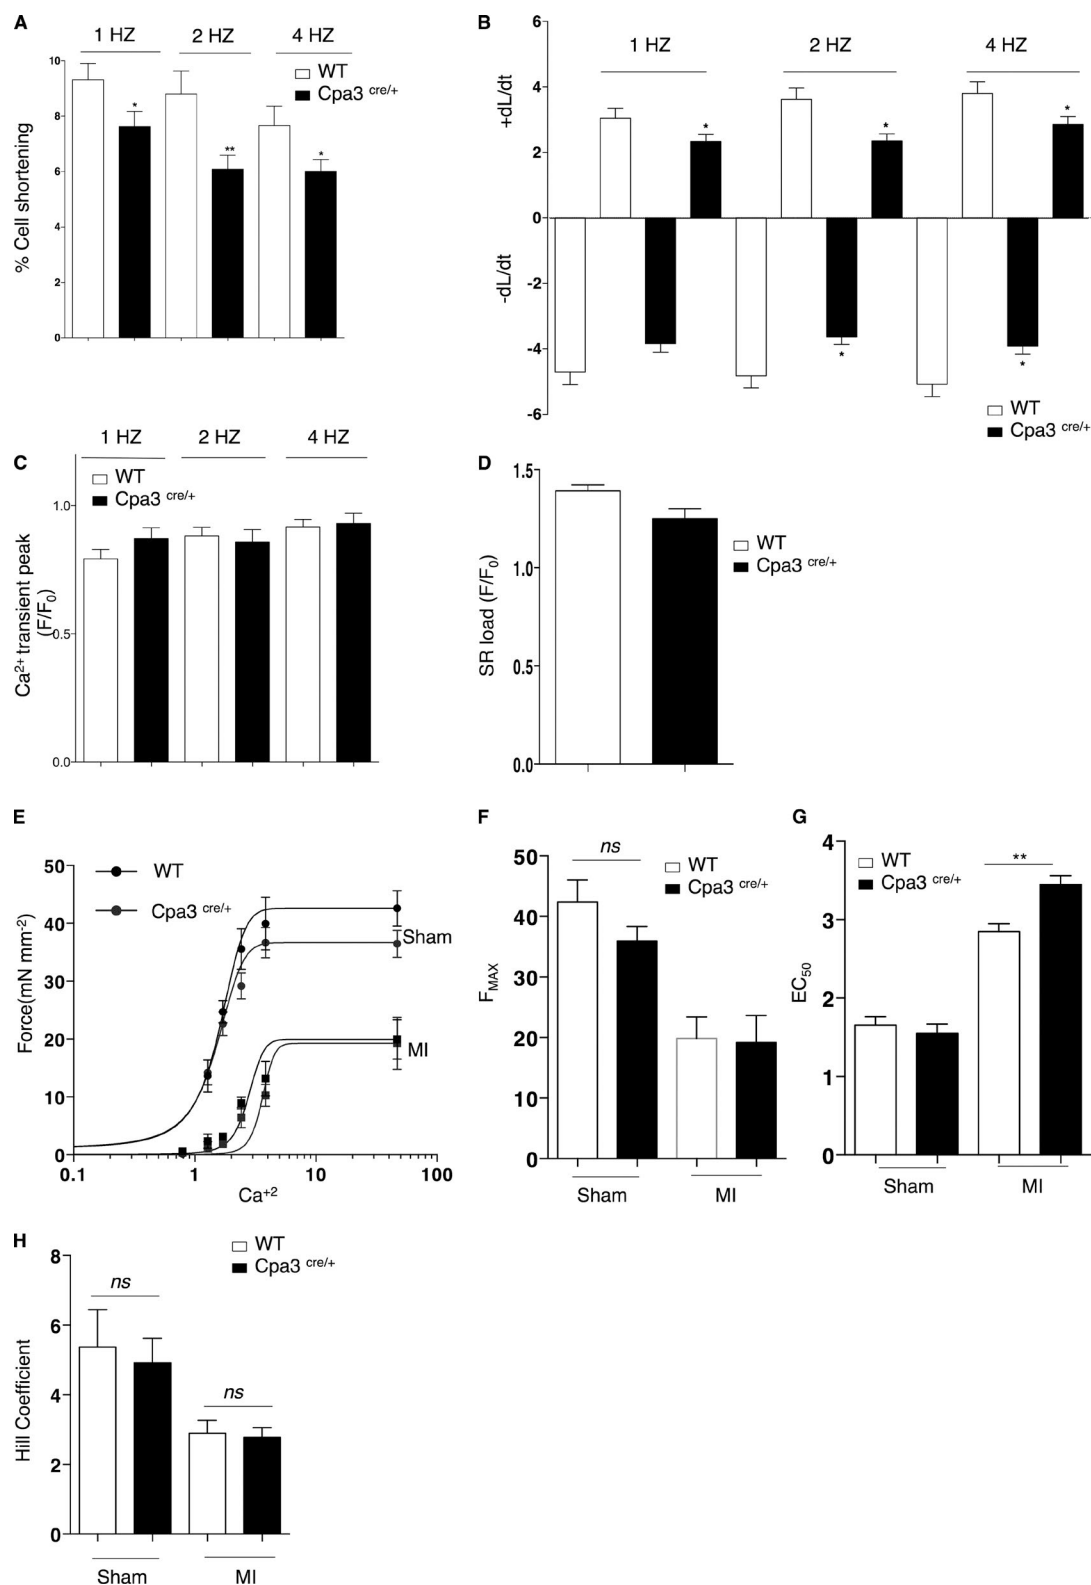 A
1 HZ 2 HZ 4 HZ
WT
Cpa3 cre/+
% Cell shortening
10
8
6
4
2
0
* ** *
B
1 HZ 2 HZ 4 HZ
+dL/dt
-dL/dt
6
4
2
0
-2
-4
-6
* * *
* *
WT
Cpa3 cre/+
C
1 HZ 2 HZ 4 HZ
WT
Cpa3 cre/+
Ca2+ transient peak
(F/F0)
1.0
0.5
0.0
D
SR load (F/F0)
1.5
1.0
0.5
0.0
WT
Cpa3 cre/+
E
WT
Cpa3 cre/+
Force(mN mm-2)
50
40
30
20
10
0
Sham
MI
0.1 1 10 100
Ca+2
F
ns
WT
Cpa3 cre/+
FMAX
50
40
30
20
10
0
Sham MI
G
WT
Cpa3 cre/+
**
EC50
4
3
2
1
0
Sham MI
H
WT
Cpa3 cre/+
Hill Coefficient
8
6
4
2
0
ns
ns
Sham MI